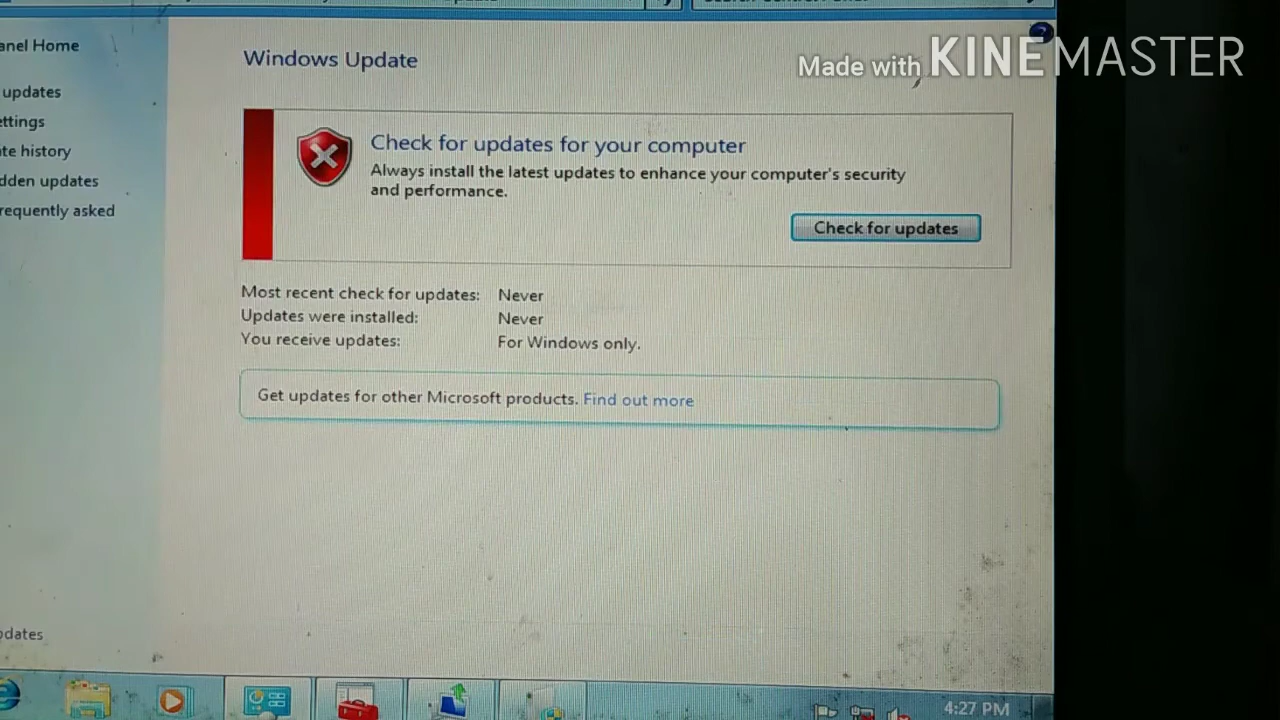 Made with KINEMASTER
anel Home
updates
ettings
te history
dden updates
requently asked
pdates
Windows Update
Check for updates for your computer
Always install the latest updates to enhance your computer's security
and performance.
Check for updates
Most recent check for updates: Never
Updates were installed: Never
You receive updates: For Windows only.
Get updates for other Microsoft products. Find out more
4:27 PM